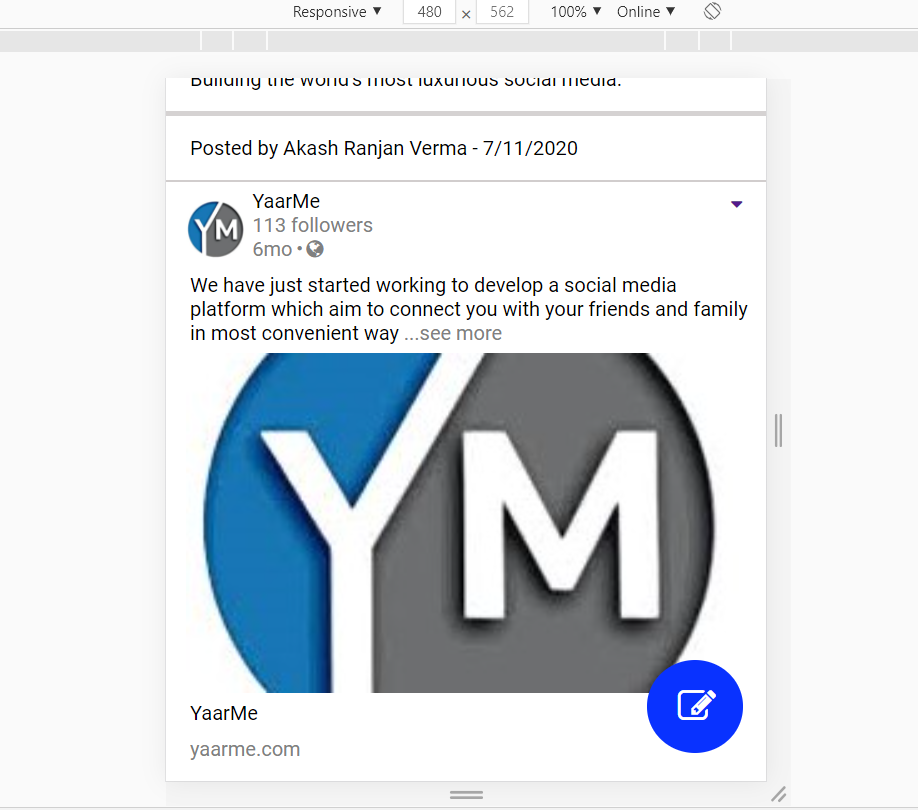 Responsive ▼ 480 × 562 100% ▼ Online ▼
Building the world's most luxurious social media.
Posted by Akash Ranjan Verma - 7/11/2020
YM
YaarMe
113 followers
6mo •
We have just started working to develop a social media
platform which aim to connect you with your friends and family
in most convenient way ...see more
YM
YaarMe
yaarme.com